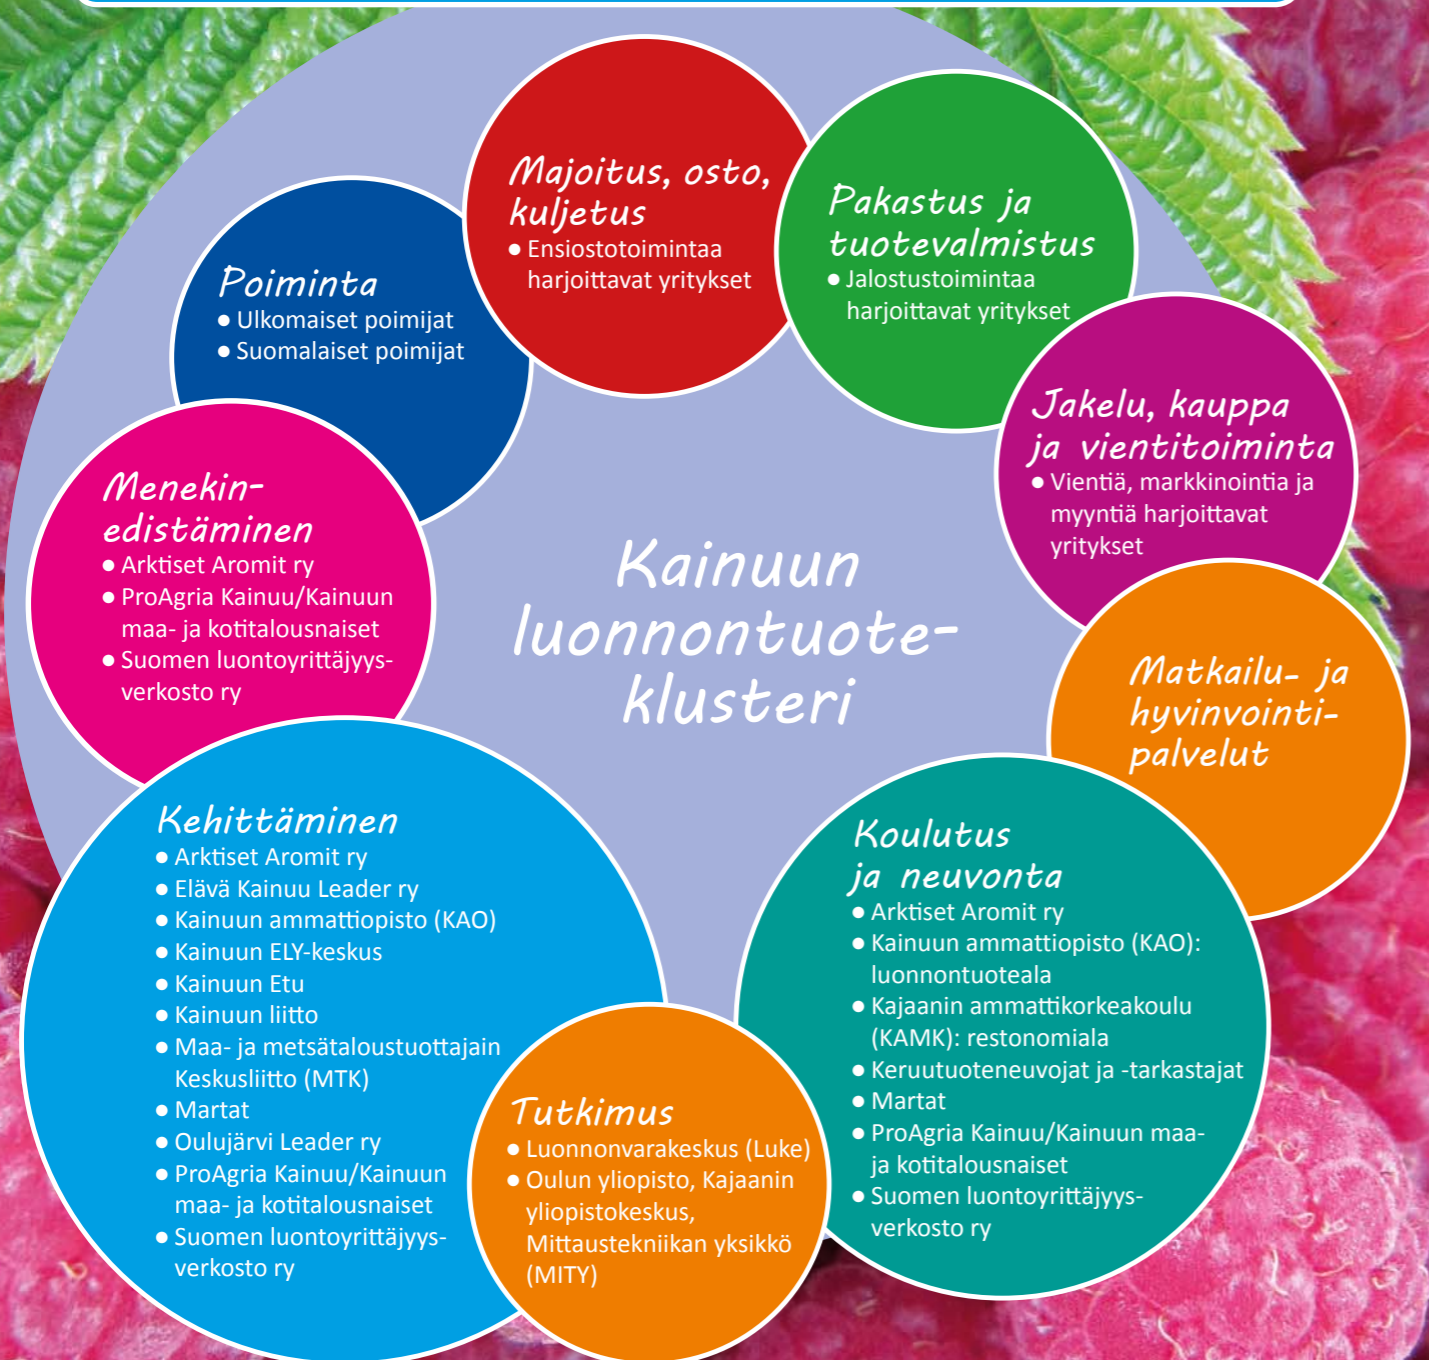 Majoitus, osto,
kuljetus
● Ensiostotoimintaa
harjoittavat yritykset
Pakastus ja
tuotevalmistus
● Jalostustoimintaa
harjoittavat yritykset
Poiminta
● Ulkomaiset poimijat
● Suomalaiset poimijat
Jakelu, kauppa
ja vientitoiminta
● Vientiä, markkinointia ja
myyntiä harjoittavat
yritykset
Menekin-
edistäminen
● Arktiset Aromit ry
● ProAgria Kainuu/Kainuun
maa- ja kotitalousnaiset
● Suomen luontoyrittäjyys-
verkosto ry
Kainuun
luonnontuote-
klusteri
Matkailu- ja
hyvinvointi-
palvelut
Kehittäminen
● Arktiset Aromit ry
● Elävä Kainuu Leader ry
● Kainuun ammattiopisto (KAO)
● Kainuun ELY-keskus
● Kainuun Etu
● Kainuun liitto
● Maa- ja metsätaloustuottajain
Keskusliitto (MTK)
● Martat
● Oulujärvi Leader ry
● ProAgria Kainuu/Kainuun
maa- ja kotitalousnaiset
● Suomen luontoyrittäjyys-
verkosto ry
Koulutus
ja neuvonta
● Arktiset Aromit ry
● Kainuun ammattiopisto (KAO):
luonnontuoteala
● Kajaanin ammattikorkeakoulu
(KAMK): restonomiala
● Keruutuoteneuvojat ja -tarkastajat
● Martat
● ProAgria Kainuu/Kainuun maa-
ja kotitalousnaiset
● Suomen luontoyrittäjyys-
verkosto ry
Tutkimus
● Luonnonvarakeskus (Luke)
● Oulun yliopisto, Kajaanin
yliopistokeskus,
Mittaustekniikan yksikkö
(MITY)